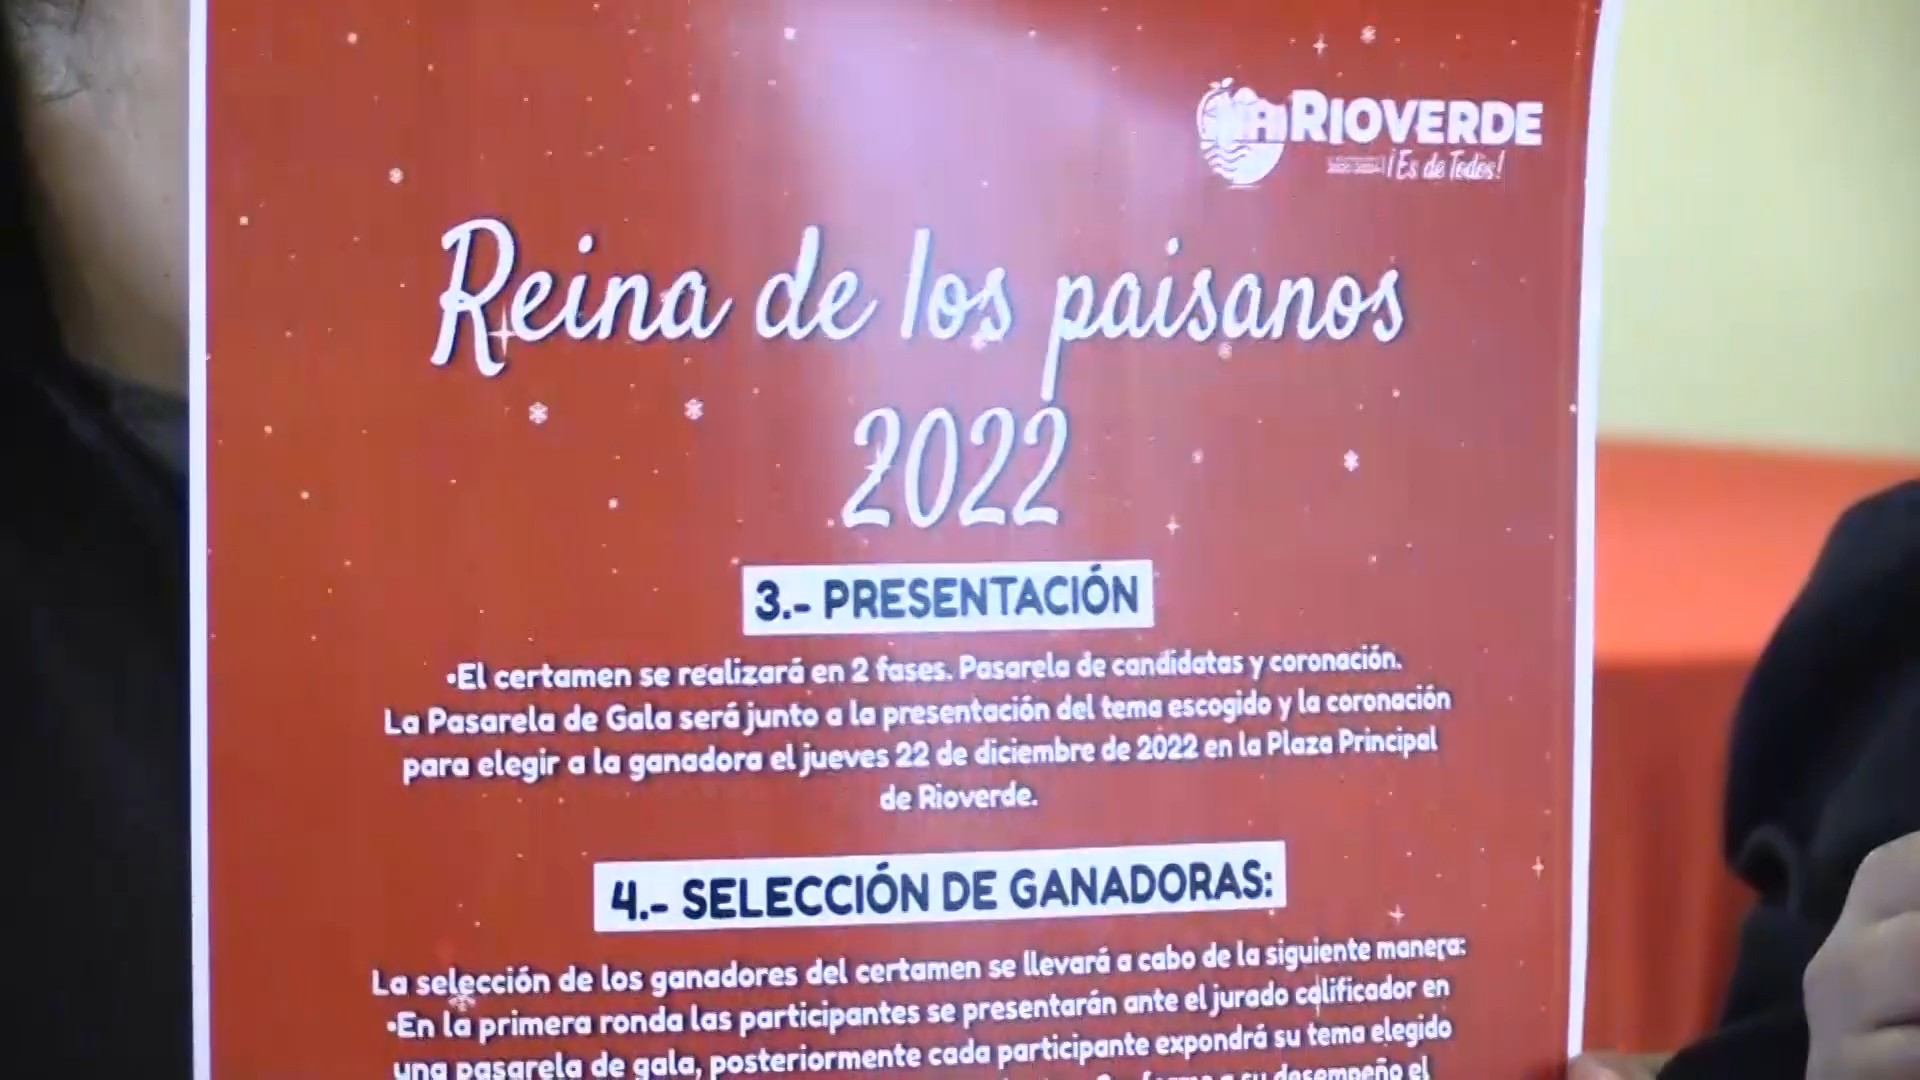 RIOVERDE
¡Es de Todos!
Reina de los paisanos
2022
3.- PRESENTACIÓN
•El certamen se realizará en 2 fases. Pasarela de candidatas y coronación.
La Pasarela de Gala será junto a la presentación del tema escogido y la coronación
para elegir a la ganadora el jueves 22 de diciembre de 2022 en la Plaza Principal
de Rioverde.
4.- SELECCIÓN DE GANADORAS:
La selección de los ganadores del certamen se llevará a cabo de la siguiente manera:
•En la primera ronda las participantes se presentarán ante el jurado calificador en
una pasarela de gala, posteriormente cada participante expondrá su tema elegido
a su desempeño el